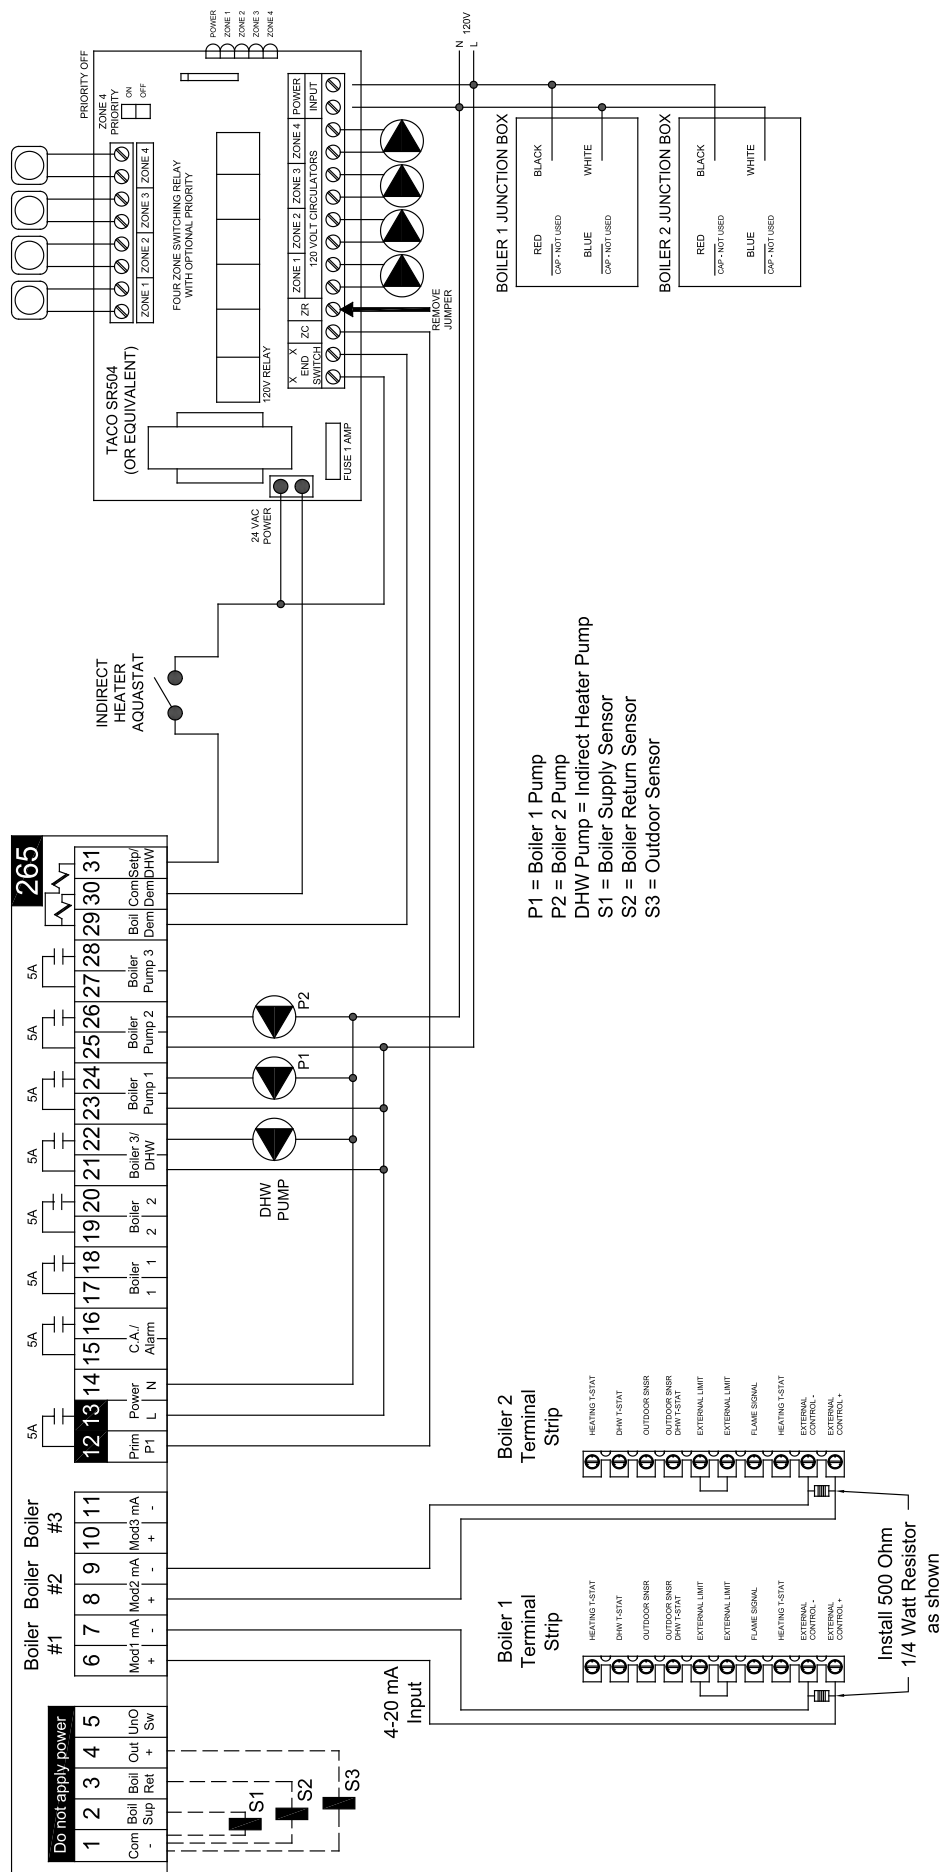 265
Do not apply power
1
2
3
4
5
Com
-
Boil
Sup
Boil
Ret
Out
+
UnO
Sw
S1
S2
S3
Boiler
#1
Boiler
#2
Boiler
#3
6
7
8
9
10
11
Mod1 mA
+
-
Mod2 mA
+
-
Mod3 mA
+
-
4-20 mA
Input
12
13
14
15
16
17
18
19
20
21
22
23
24
25
26
27
28
29
30
31
5A
5A
5A
5A
5A
5A
5A
5A
Prim
P1
Power
L
N
C.A./
Alarm
Boiler
1
1
Boiler
2
2
Boiler 3/
DHW
Boiler
Pump 1
Boiler
Pump 2
Boiler
Pump 3
Boil
Dem
Com
Dem
Setp/
DHW
DHW
PUMP
P1
P2
INDIRECT
HEATER
AQUASTAT
24 VAC
POWER
TACO SR504
(OR EQUIVALENT)
ZONE 1
ZONE 2
ZONE 3
ZONE 4
FOUR ZONE SWITCHING RELAY
WITH OPTIONAL PRIORITY
ZONE 4
PRIORITY
ON
OFF
PRIORITY OFF
POWER
ZONE 1
ZONE 2
ZONE 3
ZONE 4
120V RELAY
FUSE 1 AMP
X
X
END
SWITCH
ZC
ZR
ZONE 1
ZONE 2
ZONE 3
ZONE 4
120 VOLT CIRCULATORS
POWER
INPUT
REMOVE
JUMPER
N
L
120V
BOILER 1 JUNCTION BOX
RED
CAP - NOT USED
BLACK
BLUE
CAP - NOT USED
WHITE
BOILER 2 JUNCTION BOX
RED
CAP - NOT USED
BLACK
BLUE
CAP - NOT USED
WHITE
P1 = Boiler 1 Pump
P2 = Boiler 2 Pump
DHW Pump = Indirect Heater Pump
S1 = Boiler Supply Sensor
S2 = Boiler Return Sensor
S3 = Outdoor Sensor
Boiler 1
Terminal
Strip
HEATING T-STAT
DHW T-STAT
OUTDOOR SNSR
OUTDOOR SNSR
DHW T-STAT
EXTERNAL LIMIT
EXTERNAL LIMIT
FLAME SIGNAL
HEATING T-STAT
EXTERNAL
CONTROL -
EXTERNAL
CONTROL +
Boiler 2
Terminal
Strip
HEATING T-STAT
DHW T-STAT
OUTDOOR SNSR
OUTDOOR SNSR
DHW T-STAT
EXTERNAL LIMIT
EXTERNAL LIMIT
FLAME SIGNAL
HEATING T-STAT
EXTERNAL
CONTROL -
EXTERNAL
CONTROL +
Install 500 Ohm
1/4 Watt Resistor
as shown